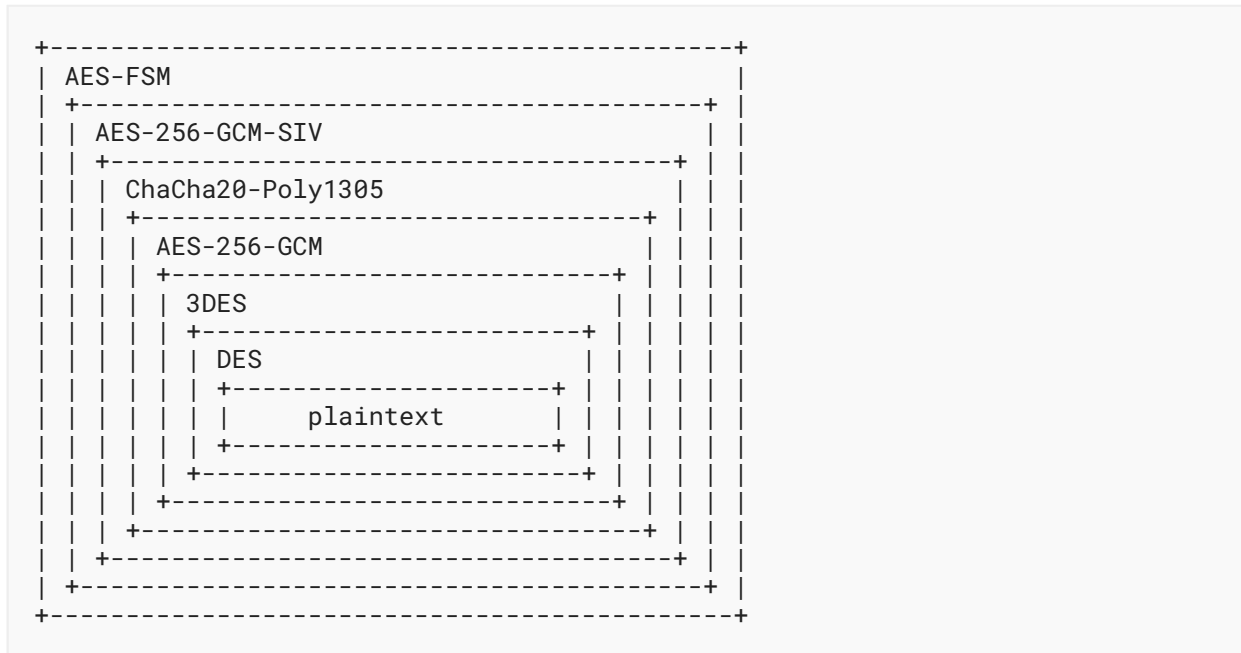 AES-FSM
AES-256-GCM-SIV
ChaCha20-Poly1305
AES-256-GCM
3DES
DES
plaintext